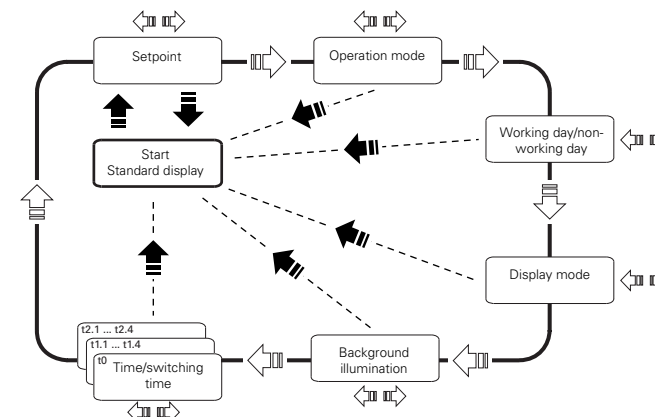 Setpoint
Operation mode
Working day/non-
working day
Start
Standard display
Display mode
Background
illumination
t2.1 ... t2.4
t1.1 ... t1.4
t0 Time/switching
time